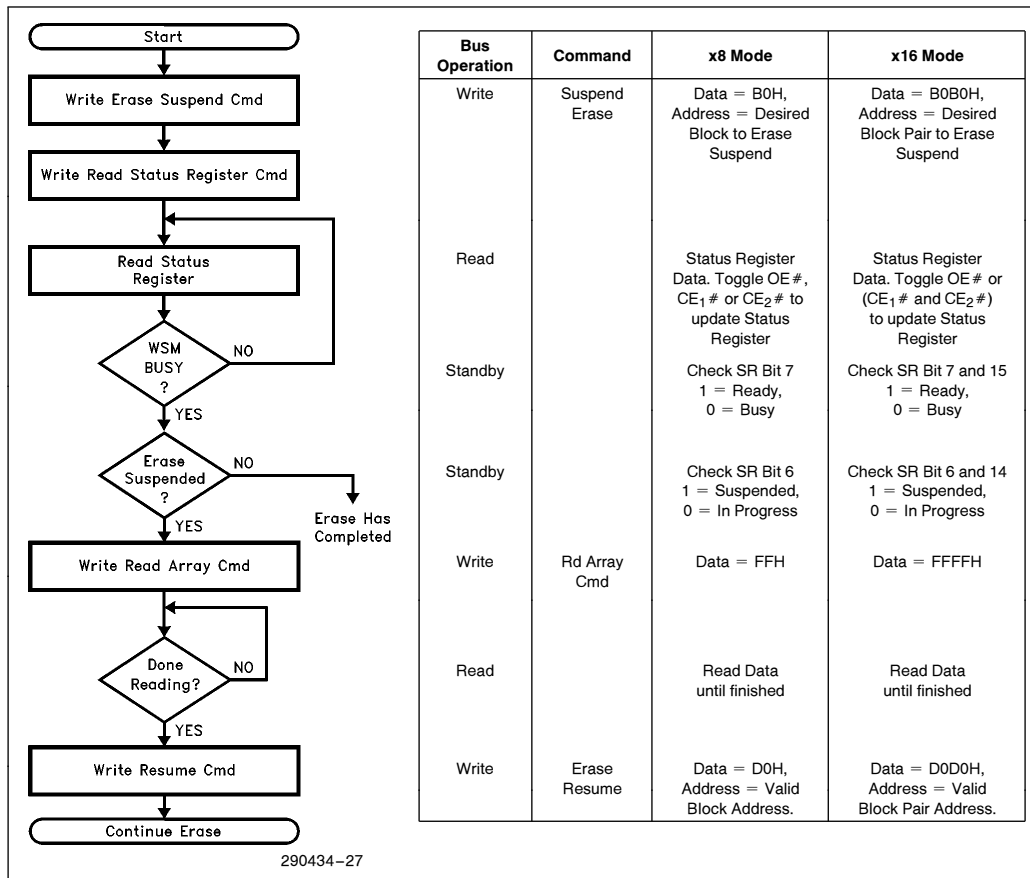 Start
Write Erase Suspend Cmd
Write Read Status Register Cmd
Read Status
Register
WSM
BUSY
?
NO
YES
Erase
Suspended
?
NO
YES
Erase Has
Completed
Write Read Array Cmd
Done
Reading?
NO
YES
Write Resume Cmd
Continue Erase
290434–27
Bus
Operation
Command
x8 Mode
x16 Mode
Write
Suspend
Erase
Data = B0H,
Address = Desired
Block to Erase
Suspend
Data = B0B0H,
Address = Desired
Block Pair to Erase
Suspend
Read
Status Register
Data. Toggle OE#,
CE1# or CE2# to
update Status
Register
Status Register
Data. Toggle OE# or
(CE1# and CE2#)
to update Status
Register
Standby
Check SR Bit 7
1 = Ready,
0 = Busy
Check SR Bit 7 and 15
1 = Ready,
0 = Busy
Standby
Check SR Bit 6
1 = Suspended,
0 = In Progress
Check SR Bit 6 and 14
1 = Suspended,
0 = In Progress
Write
Rd Array
Cmd
Data = FFH
Data = FFFFH
Read
Read Data
until finished
Read Data
until finished
Write
Erase
Resume
Data = D0H,
Address = Valid
Block Address.
Data = D0D0H,
Address = Valid
Block Pair Address.